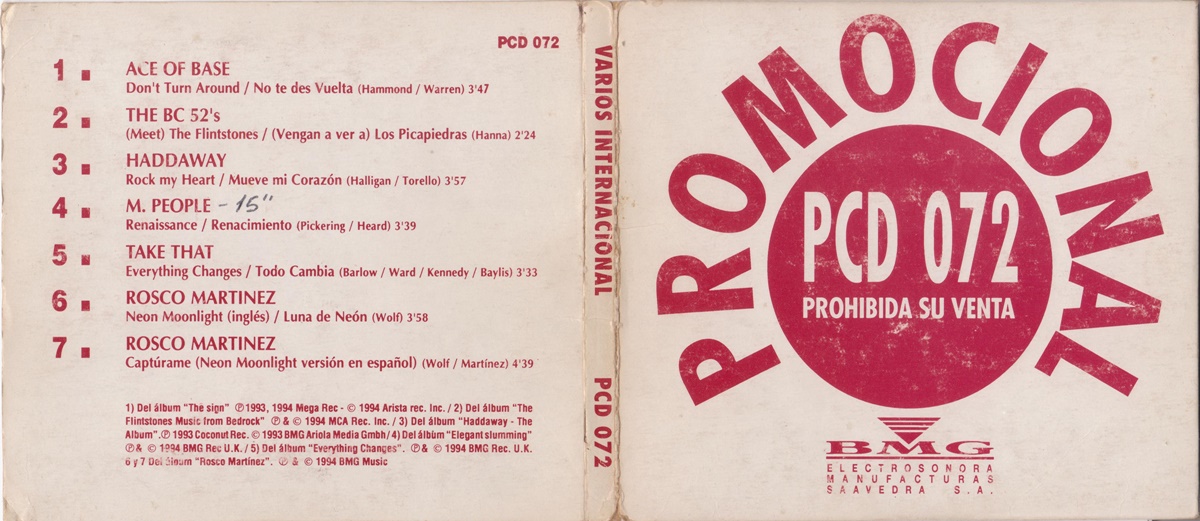 PCD 072
1. ACE OF BASE
Don't Turn Around / No te des Vuelta (Hammond / Warren) 3'47
2. THE BC 52's
(Meet) The Flintstones / (Vengan a ver a) Los Picapiedras (Hanna) 2'24
3. HADDAWAY
Rock my Heart / Mueve mi Corazón (Halligan / Torello) 3'57
4. M. PEOPLE - 15"
Renaissance / Renacimiento (Pickering / Heard) 3'39
5. TAKE THAT
Everything Changes / Todo Cambia (Barlow / Ward / Kennedy / Baylis) 3'33
6. ROSCO MARTINEZ
Neon Moonlight (inglés) / Luna de Neón (Wolf) 3'58
7. ROSCO MARTINEZ
Captúrame (Neon Moonlight versión en español) (Wolf / Martínez) 4'39
1) Del álbum "The sign" ℗1993, 1994 Mega Rec - © 1994 Arista rec. Inc. / 2) Del álbum "The
Flintstones Music from Bedrock" ℗ & © 1994 MCA Rec. Inc. / 3) Del álbum "Haddaway - The
Album".℗ 1993 Coconut Rec. © 1993 BMG Ariola Media Gmbh/ 4) Del álbum "Elegant slumming"
℗& © 1994 BMG Rec U.K. / 5) Del álbum "Everything Changes". ℗& © 1994 BMG Rec. U.K.
6 y 7 Del álbum "Rosco Martínez". ℗ & © 1994 BMG Music
VARIOS INTERNACIONAL PCD 072
PROMOCIONAL
PCD 072
PROHIBIDA SU VENTA
BMG
ELECTROSONORA
MANUFACTURAS
SAAVEDRA S.A.